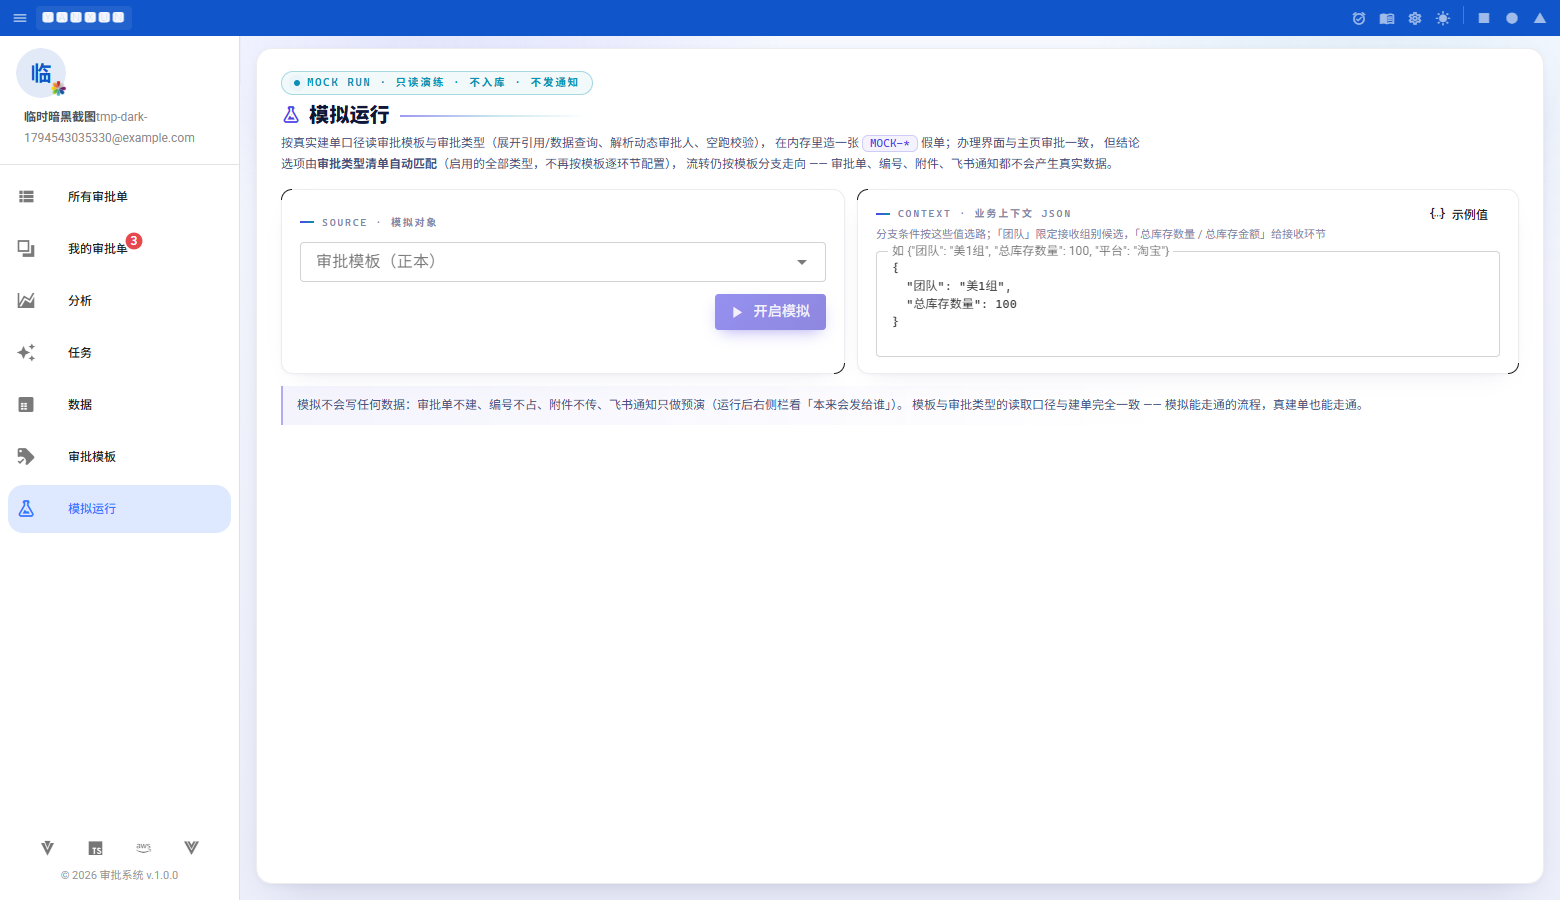 临
临时暗黑截图tmp-dark-
1794543035330@example.com
所有审批单
我的审批单
3
分析
任务
数据
审批模板
模拟运行
TS
aws
© 2026 审批系统 v.1.0.0
MOCK RUN · 只读演练 · 不入库 · 不发通知
模拟运行
按真实建单口径读审批模板与审批类型（展开引用/数据查询、解析动态审批人、空跑校验）， 在内存里造一张 MOCK-* 假单；办理界面与主页审批一致， 但结论
选项由审批类型清单自动匹配（启用的全部类型，不再按模板逐环节配置）， 流转仍按模板分支走向 —— 审批单、编号、附件、飞书通知都不会产生真实数据。
SOURCE · 模拟对象
审批模板（正本）
开启模拟
CONTEXT · 业务上下文 JSON
{..} 示例值
分支条件按这些值选路；「团队」限定接收组别候选，「总库存数量 / 总库存金额」给接收环节
如 {"团队": "美1组", "总库存数量": 100, "平台": "淘宝"}
{
"团队": "美1组",
"总库存数量": 100
}
模拟不会写任何数据：审批单不建、编号不占、附件不传、飞书通知只做预演（运行后右侧栏看「本来会发给谁」）。 模板与审批类型的读取口径与建单完全一致 —— 模拟能走通的流程，真建单也能走通。